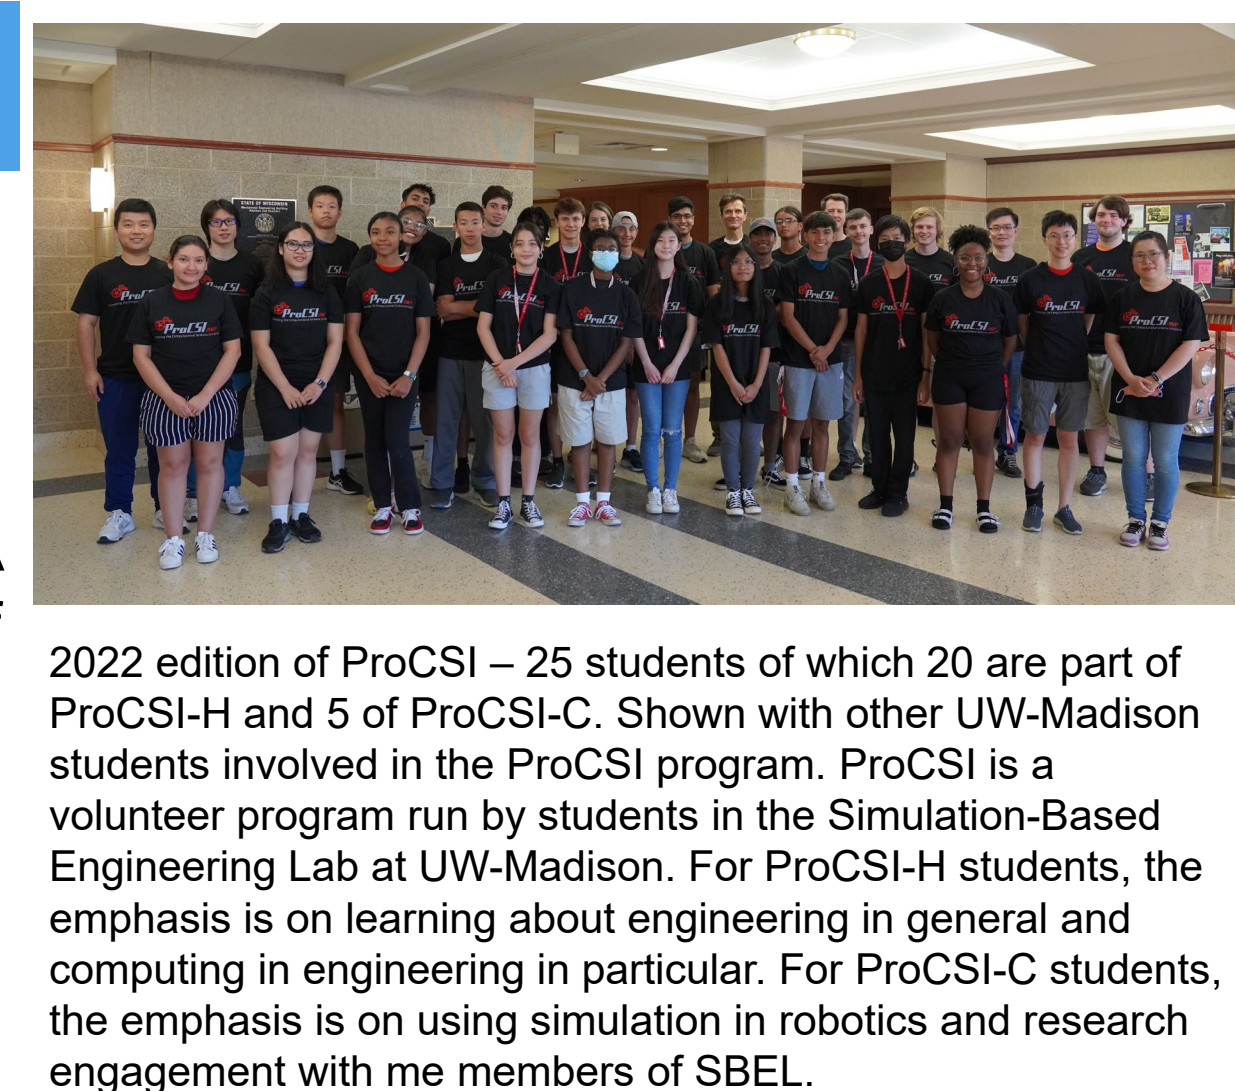 STATE OF WISCONSIN
ProCSI
2022 edition of ProCSI – 25 students of which 20 are part of
ProCSI-H and 5 of ProCSI-C. Shown with other UW-Madison
students involved in the ProCSI program. ProCSI is a
volunteer program run by students in the Simulation-Based
Engineering Lab at UW-Madison. For ProCSI-H students, the
emphasis is on learning about engineering in general and
computing in engineering in particular. For ProCSI-C students,
the emphasis is on using simulation in robotics and research
engagement with me members of SBEL.